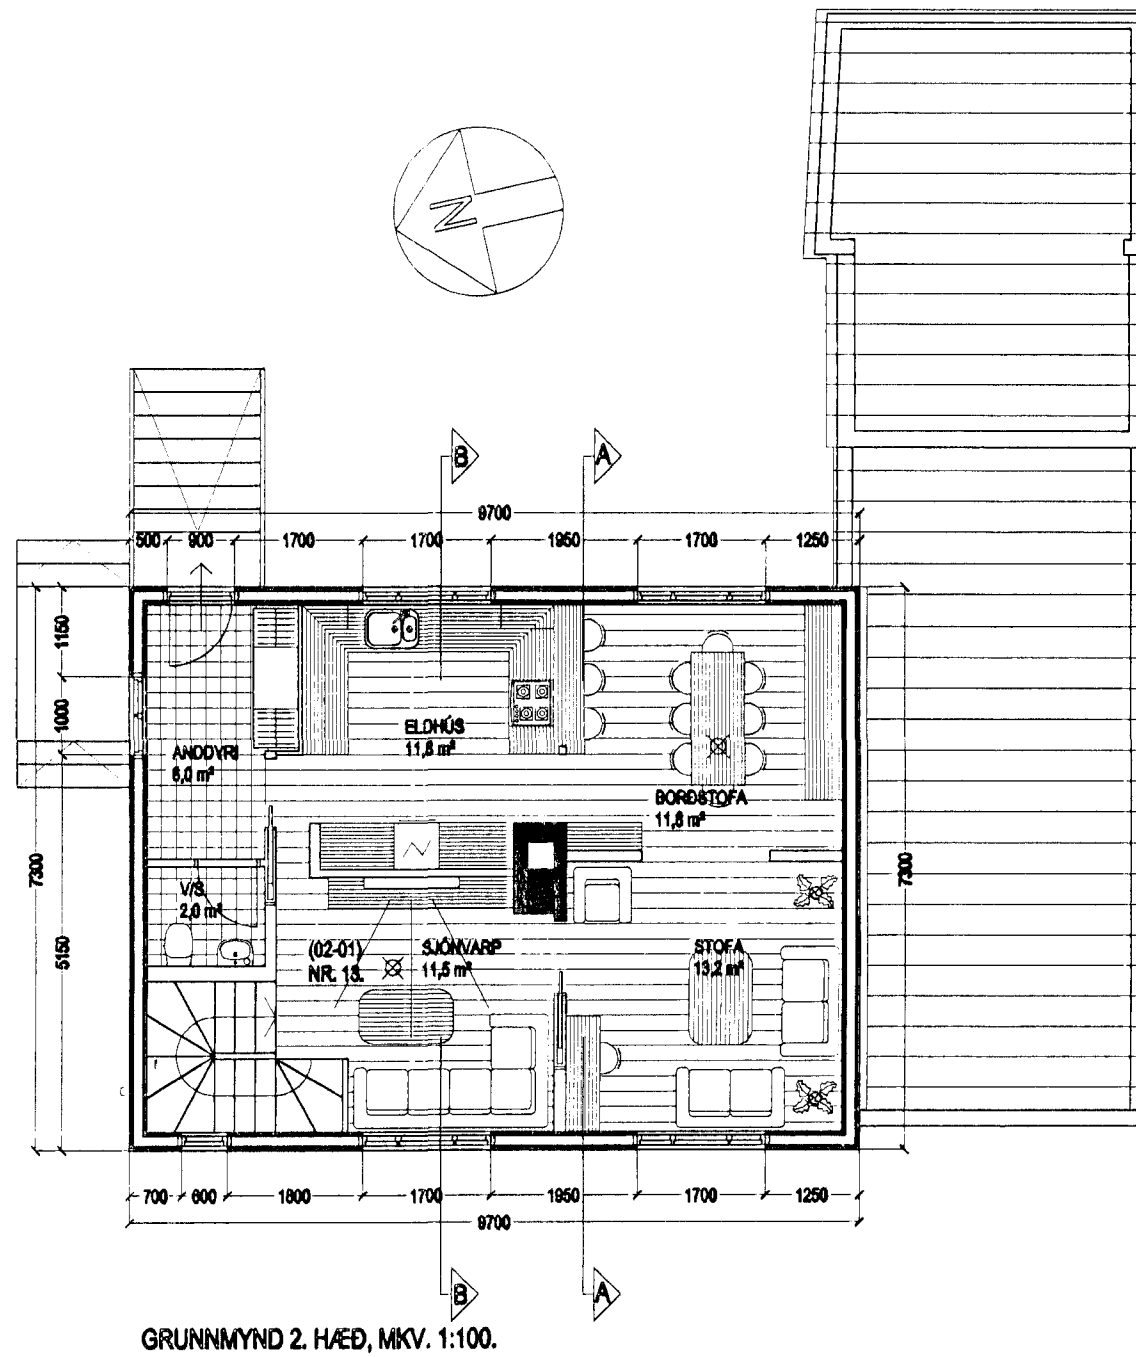 N
B
A
9700
500 900 1700 1700 1950 1700 1250
1150
1000
5150
7300
7300
ELDHÚS
11,8 m²
ANDDYRI
6,0 m²
BORÐSTOFA
11,8 m²
V/S.
2,0 m²
(02-01)
NR. 13.
SJÓNVARP
11,5 m²
STOFA
13,2 m²
700 600 1800 1700 1950 1700 1250
9700
B
A
GRUNNMYND 2. HÆÐ, MKV. 1:100.